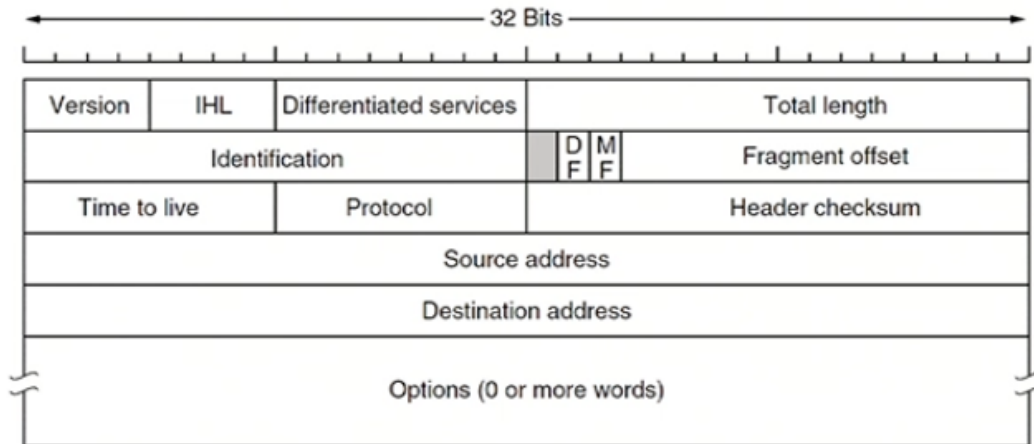 32 Bits
Version IHL Differentiated services Total length
Identification D F M F Fragment offset
Time to live Protocol Header checksum
Source address
Destination address
Options (0 or more words)